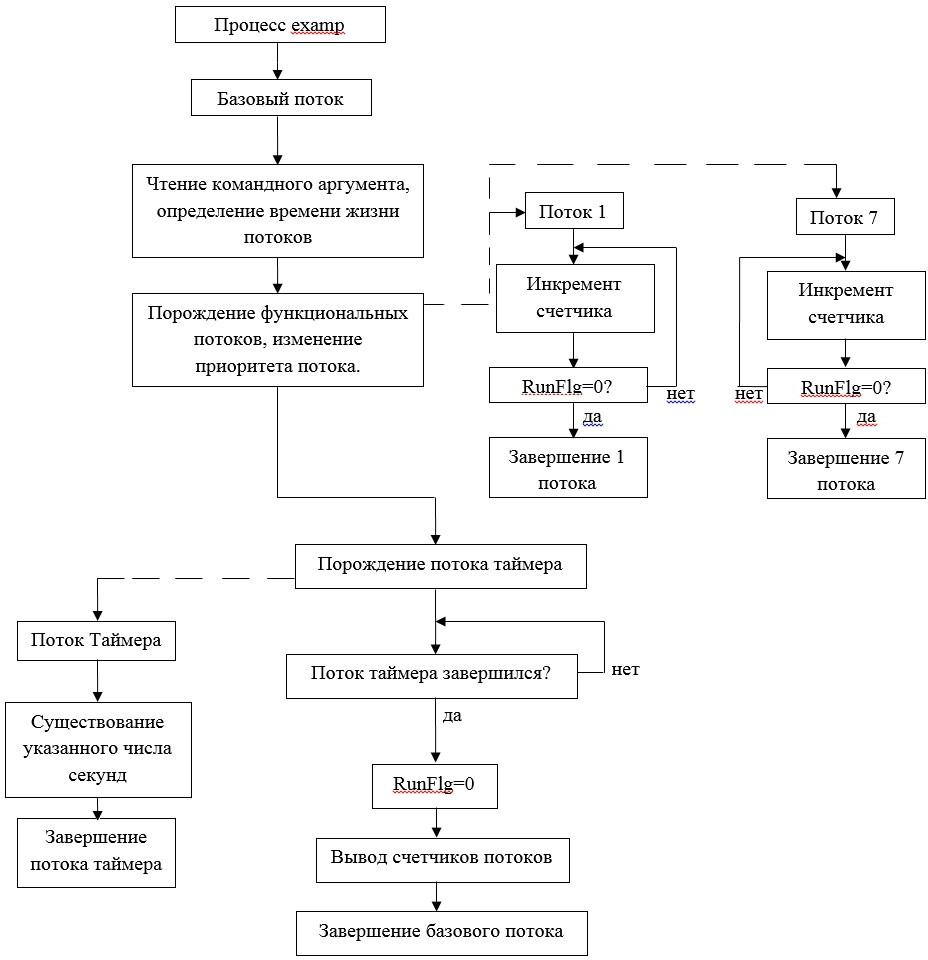 Процесс examp
Базовый поток
Чтение командного аргумента,
определение времени жизни
потоков
Порождение функциональных
потоков, изменение
приоритета потока.
Поток 1
Инкремент
счетчика
RunFlg=0?
нет
да
Завершение 1
потока
Поток 7
Инкремент
счетчика
RunFlg=0?
нет
да
Завершение 7
потока
Порождение потока таймера
Поток Таймера
Существование
указанного числа
секунд
Завершение
потока таймера
Поток таймера завершился?
нет
да
RunFlg=0
Вывод счетчиков потоков
Завершение базового потока